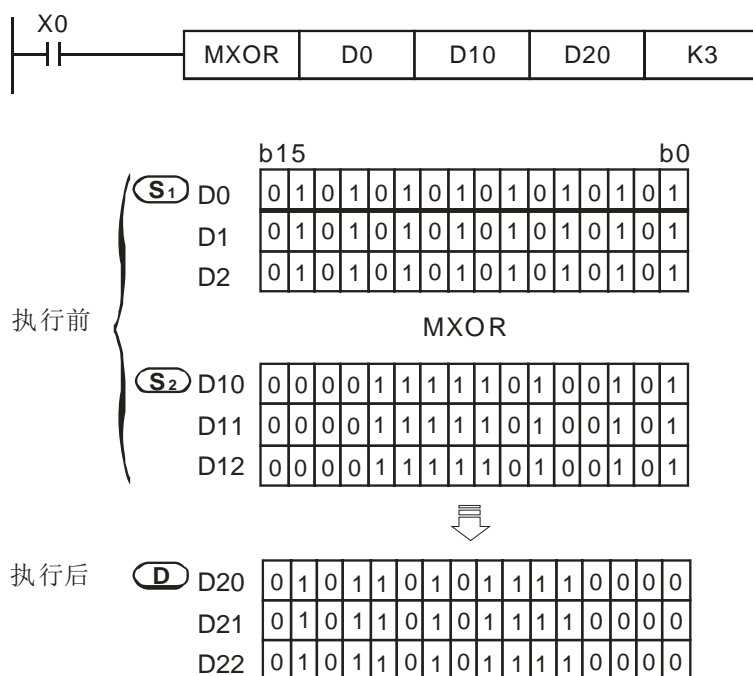 X0
MXOR D0 D10 D20 K3
b15 b0
S1 D0 0 1 0 1 0 1 0 1 0 1 0 1 0 1 0 1
D1 0 1 0 1 0 1 0 1 0 1 0 1 0 1 0 1
D2 0 1 0 1 0 1 0 1 0 1 0 1 0 1 0 1
执行前
MXOR
S2 D10 0 0 0 0 1 1 1 1 1 0 1 0 0 1 0 1
D11 0 0 0 0 1 1 1 1 1 0 1 0 0 1 0 1
D12 0 0 0 0 1 1 1 1 1 0 1 0 0 1 0 1
执行后 D D20 0 1 0 1 1 0 1 0 1 1 1 1 0 0 0 0
D21 0 1 0 1 1 0 1 0 1 1 1 1 0 0 0 0
D22 0 1 0 1 1 0 1 0 1 1 1 1 0 0 0 0